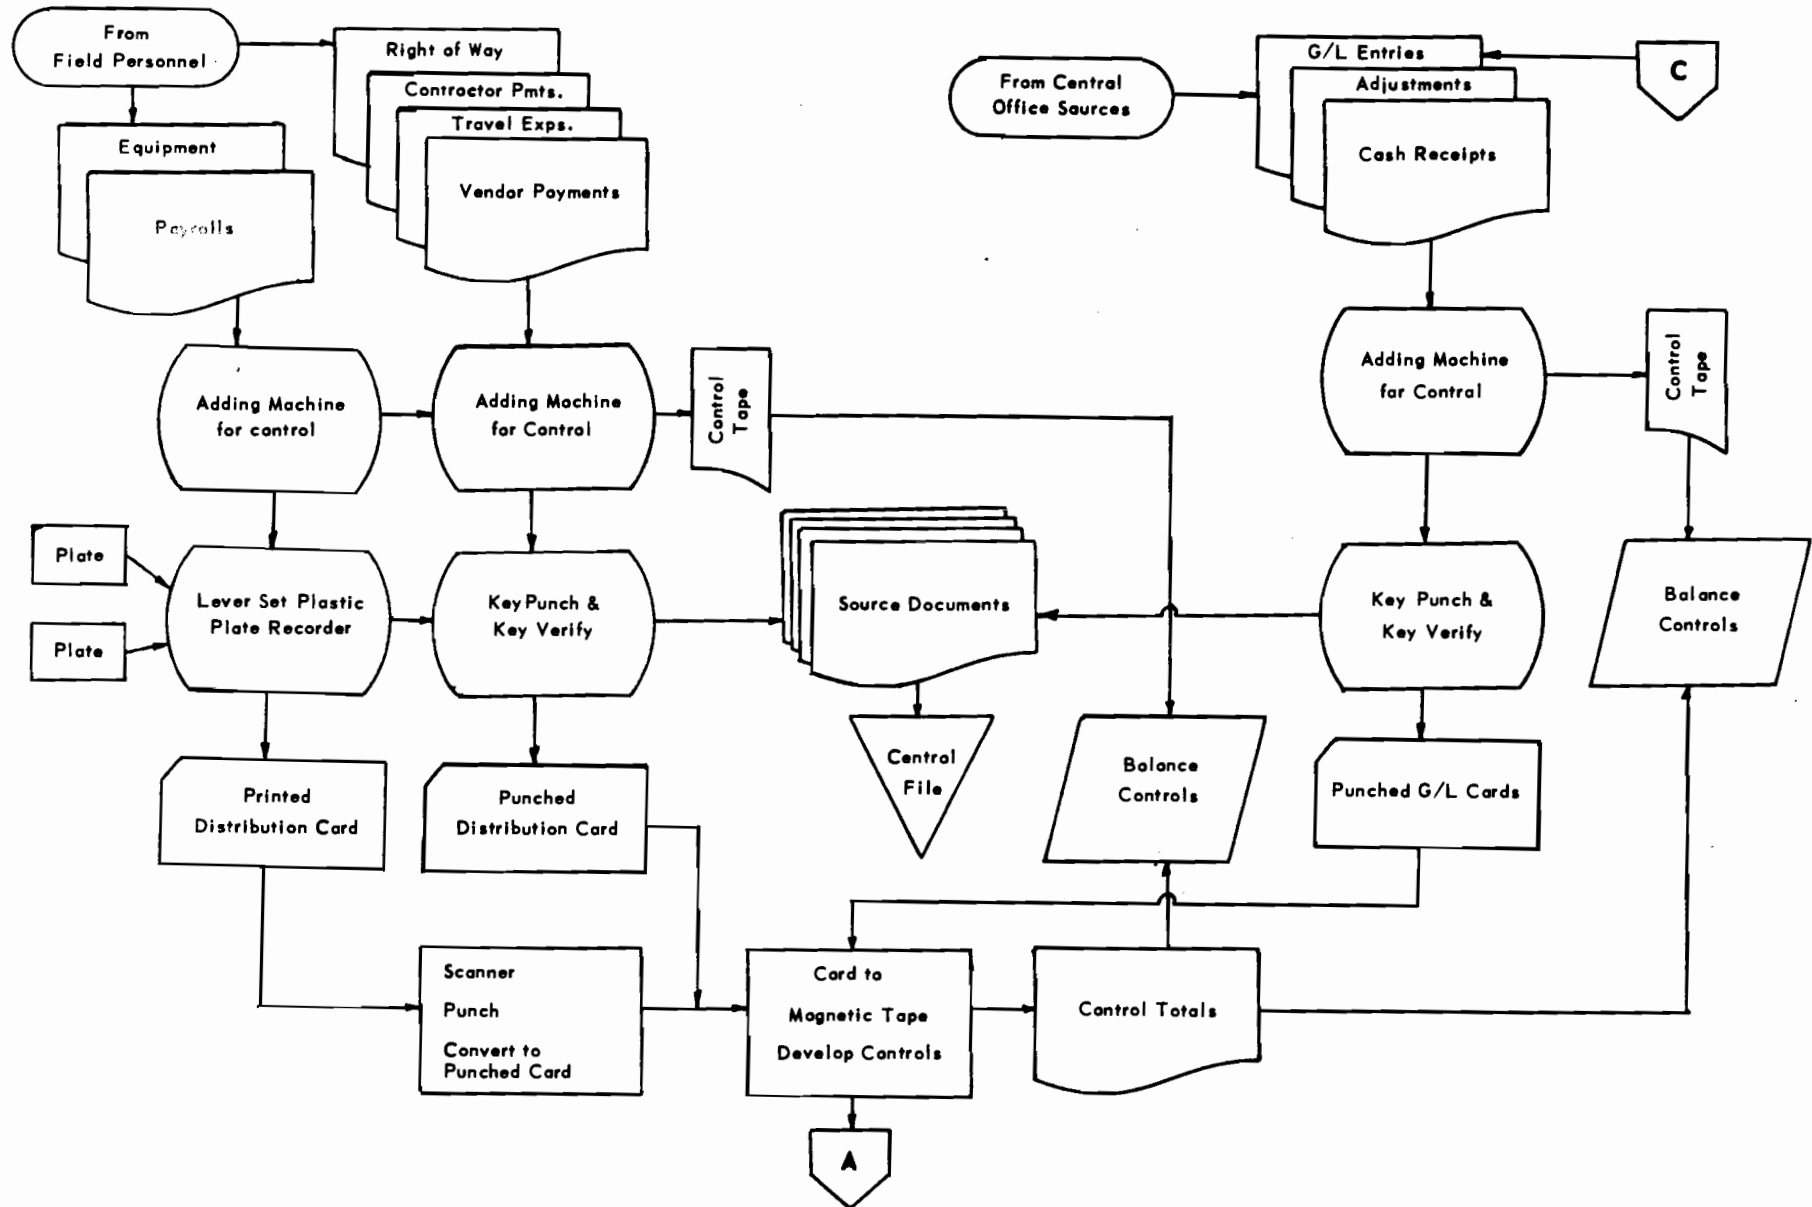 From
Field Personnel
Right of Way
Contractor Pmts.
Travel Exps.
Vendor Payments
Equipment
Payrolls
From Central
Office Sources
G/L Entries
Adjustments
Cash Receipts
C
Adding Machine
for control
Adding Machine
for Control
Control
Tape
Adding Machine
for Control
Control
Tape
Plate
Plate
Lever Set Plastic
Plate Recorder
Key Punch &
Key Verify
Source Documents
Key Punch &
Key Verify
Balance
Controls
Printed
Distribution Card
Punched
Distribution Card
Central
File
Balance
Controls
Punched G/L Cards
Scanner
Punch
Convert to
Punched Card
Card to
Magnetic Tape
Develop Controls
Control Totals
A